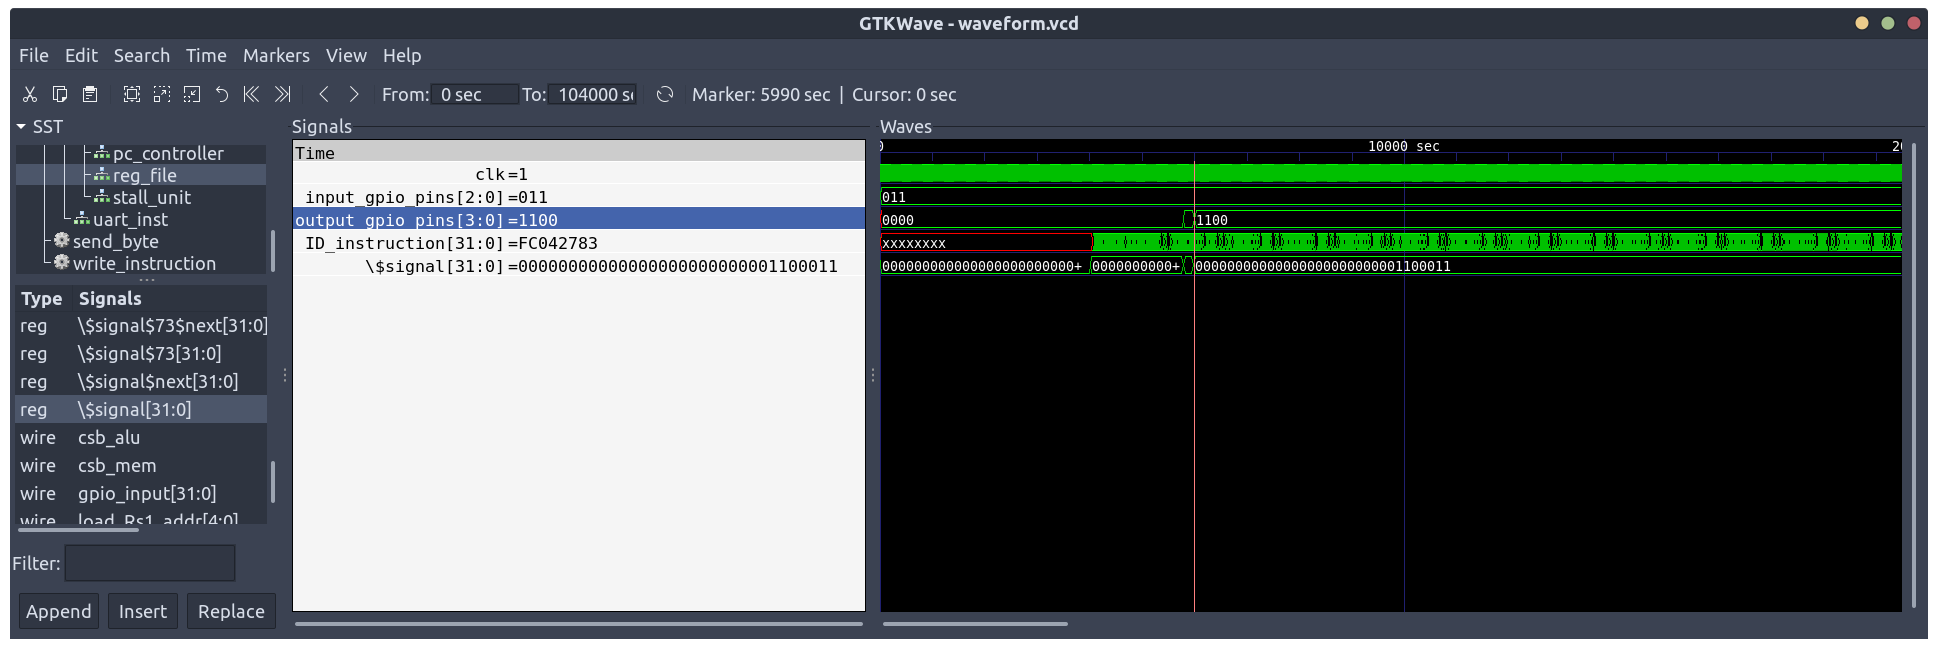 GTKWave - waveform.vcd
File Edit Search Time Markers View Help
From: 0 sec To: 104000 s Marker: 5990 sec | Cursor: 0 sec
SST
pc_controller
reg_file
stall_unit
uart_inst
send_byte
write_instruction
Type Signals
reg \$signal$73$next[31:0]
reg \$signal$73[31:0]
reg \$signal$next[31:0]
reg \$signal[31:0]
wire csb_alu
wire csb_mem
wire gpio_input[31:0]
wire load_Rs1_addr[4:0]
Filter:
Append Insert Replace
Signals
Time
clk=1
input_gpio_pins[2:0]=011
output_gpio_pins[3:0]=1100
ID_instruction[31:0]=FC042783
\$signal[31:0]=00000000000000000000000001100011
Waves
0 10000 sec 2
011
0000 1100
xxxxxxxx
000000000000000000000000+ 0000000000+ 00000000000000000000000001100011